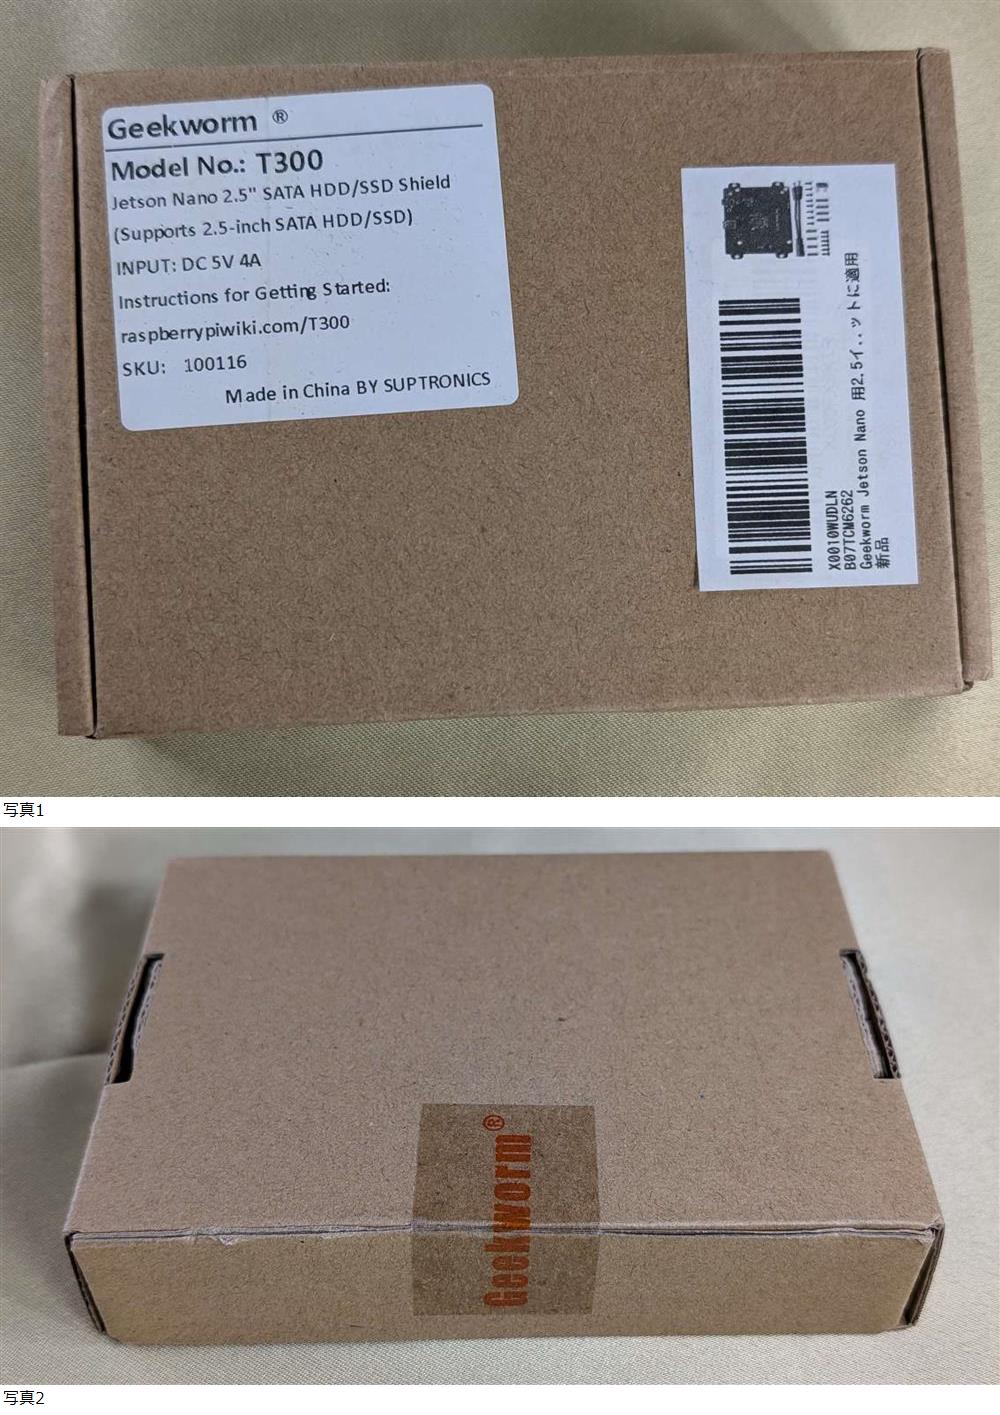 Geekworm ®
Model No.: T300
Jetson Nano 2.5" SATA HDD/SSD Shield
(Supports 2.5-inch SATA HDD/SSD)
INPUT: DC 5V 4A
Instructions for Getting Started:
raspberrypiwiki.com/T300
SKU: 100116
Made in China BY SUPTRONICS
X0010WUDLN
B07TCM6262
Geekworm Jetson Nano 用2.5イ..ットに適用
新品
写真1
Geekworm®
写真2